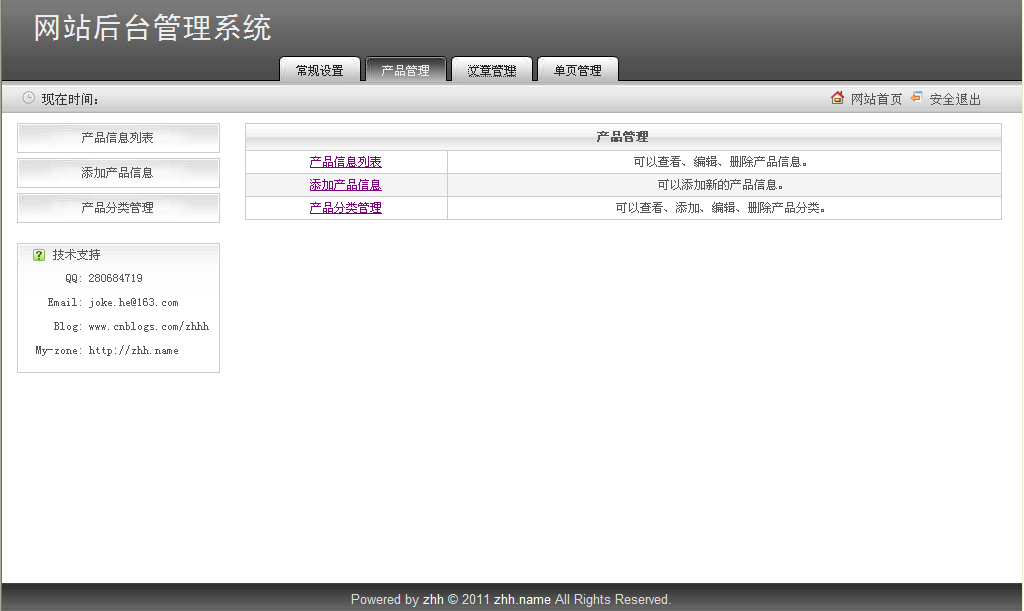 网站后台管理系统
常规设置 产品管理 文章管理 单页管理
现在时间: 网站首页 安全退出
产品信息列表
添加产品信息
产品分类管理
产品管理
产品信息列表 可以查看、编辑、删除产品信息。
添加产品信息 可以添加新的产品信息。
产品分类管理 可以查看、添加、编辑、删除产品分类。
技术支持
QQ: 280684719
Email: joke.he@163.com
Blog: www.cnblogs.com/zhhh
My-zone: http://zhh.name
Powered by zhh © 2011 zhh.name All Rights Reserved.